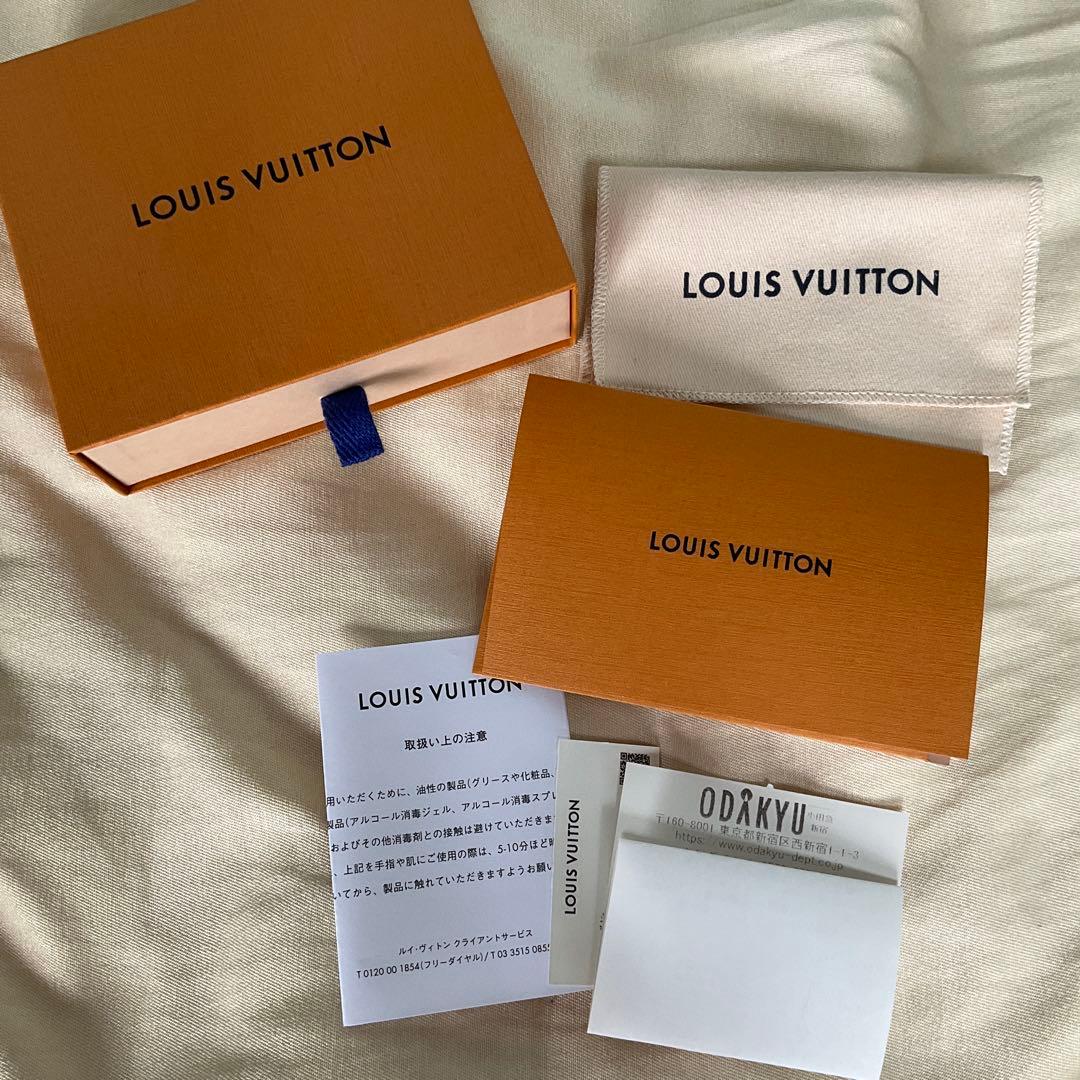 LOUIS VUITTON
LOUIS VUITTON
LOUIS VUITTON
LOUIS VUITTON
取扱い上の注意
用いただくために、油性の製品(グリースや化粧品、
製品(アルコール消毒ジェル、アルコール消毒スプレ
およびその他消毒剤との接触は避けていただきま
、上記を手指や肌にご使用の際は、5-10分ほど
いてから、製品に触れていただきますようお願い
ルイ・ヴィトン クライアントサービス
T 0120 00 1854(フリーダイヤル) / T 03 3515 0855
LOUIS VUITTON
ODAKYU 小田急
新宿
〒160-8001 東京都新宿区西新宿1-1-3
https://www.odakyu-dept.co.jp